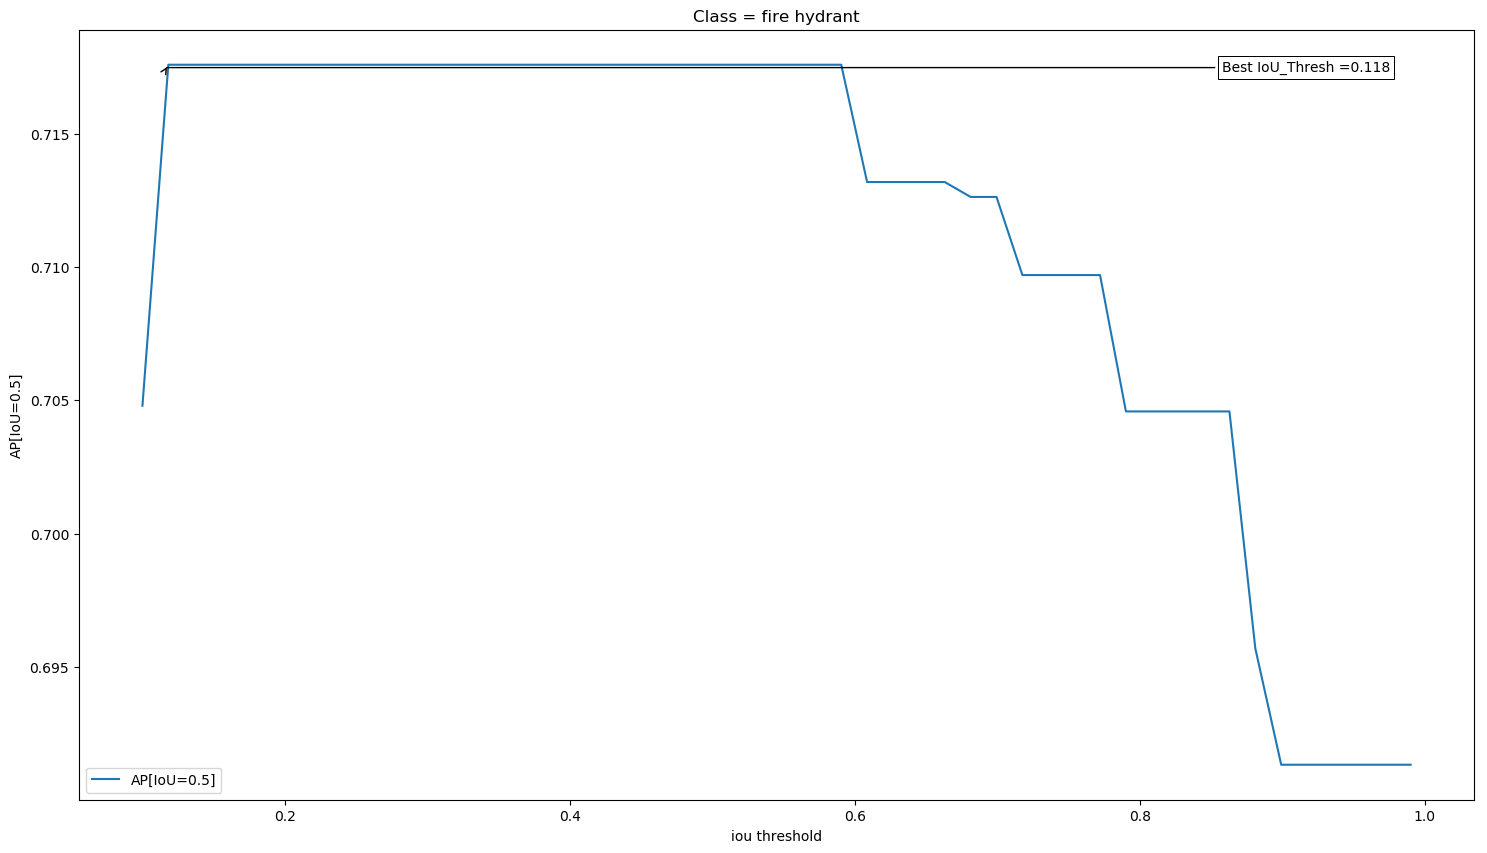 Class = fire hydrant
Best IoU_Thresh =0.118
0.715
0.710
0.705
0.700
0.695
AP[IoU=0.5]
AP[IoU=0.5]
0.2 0.4 0.6 0.8 1.0
iou threshold